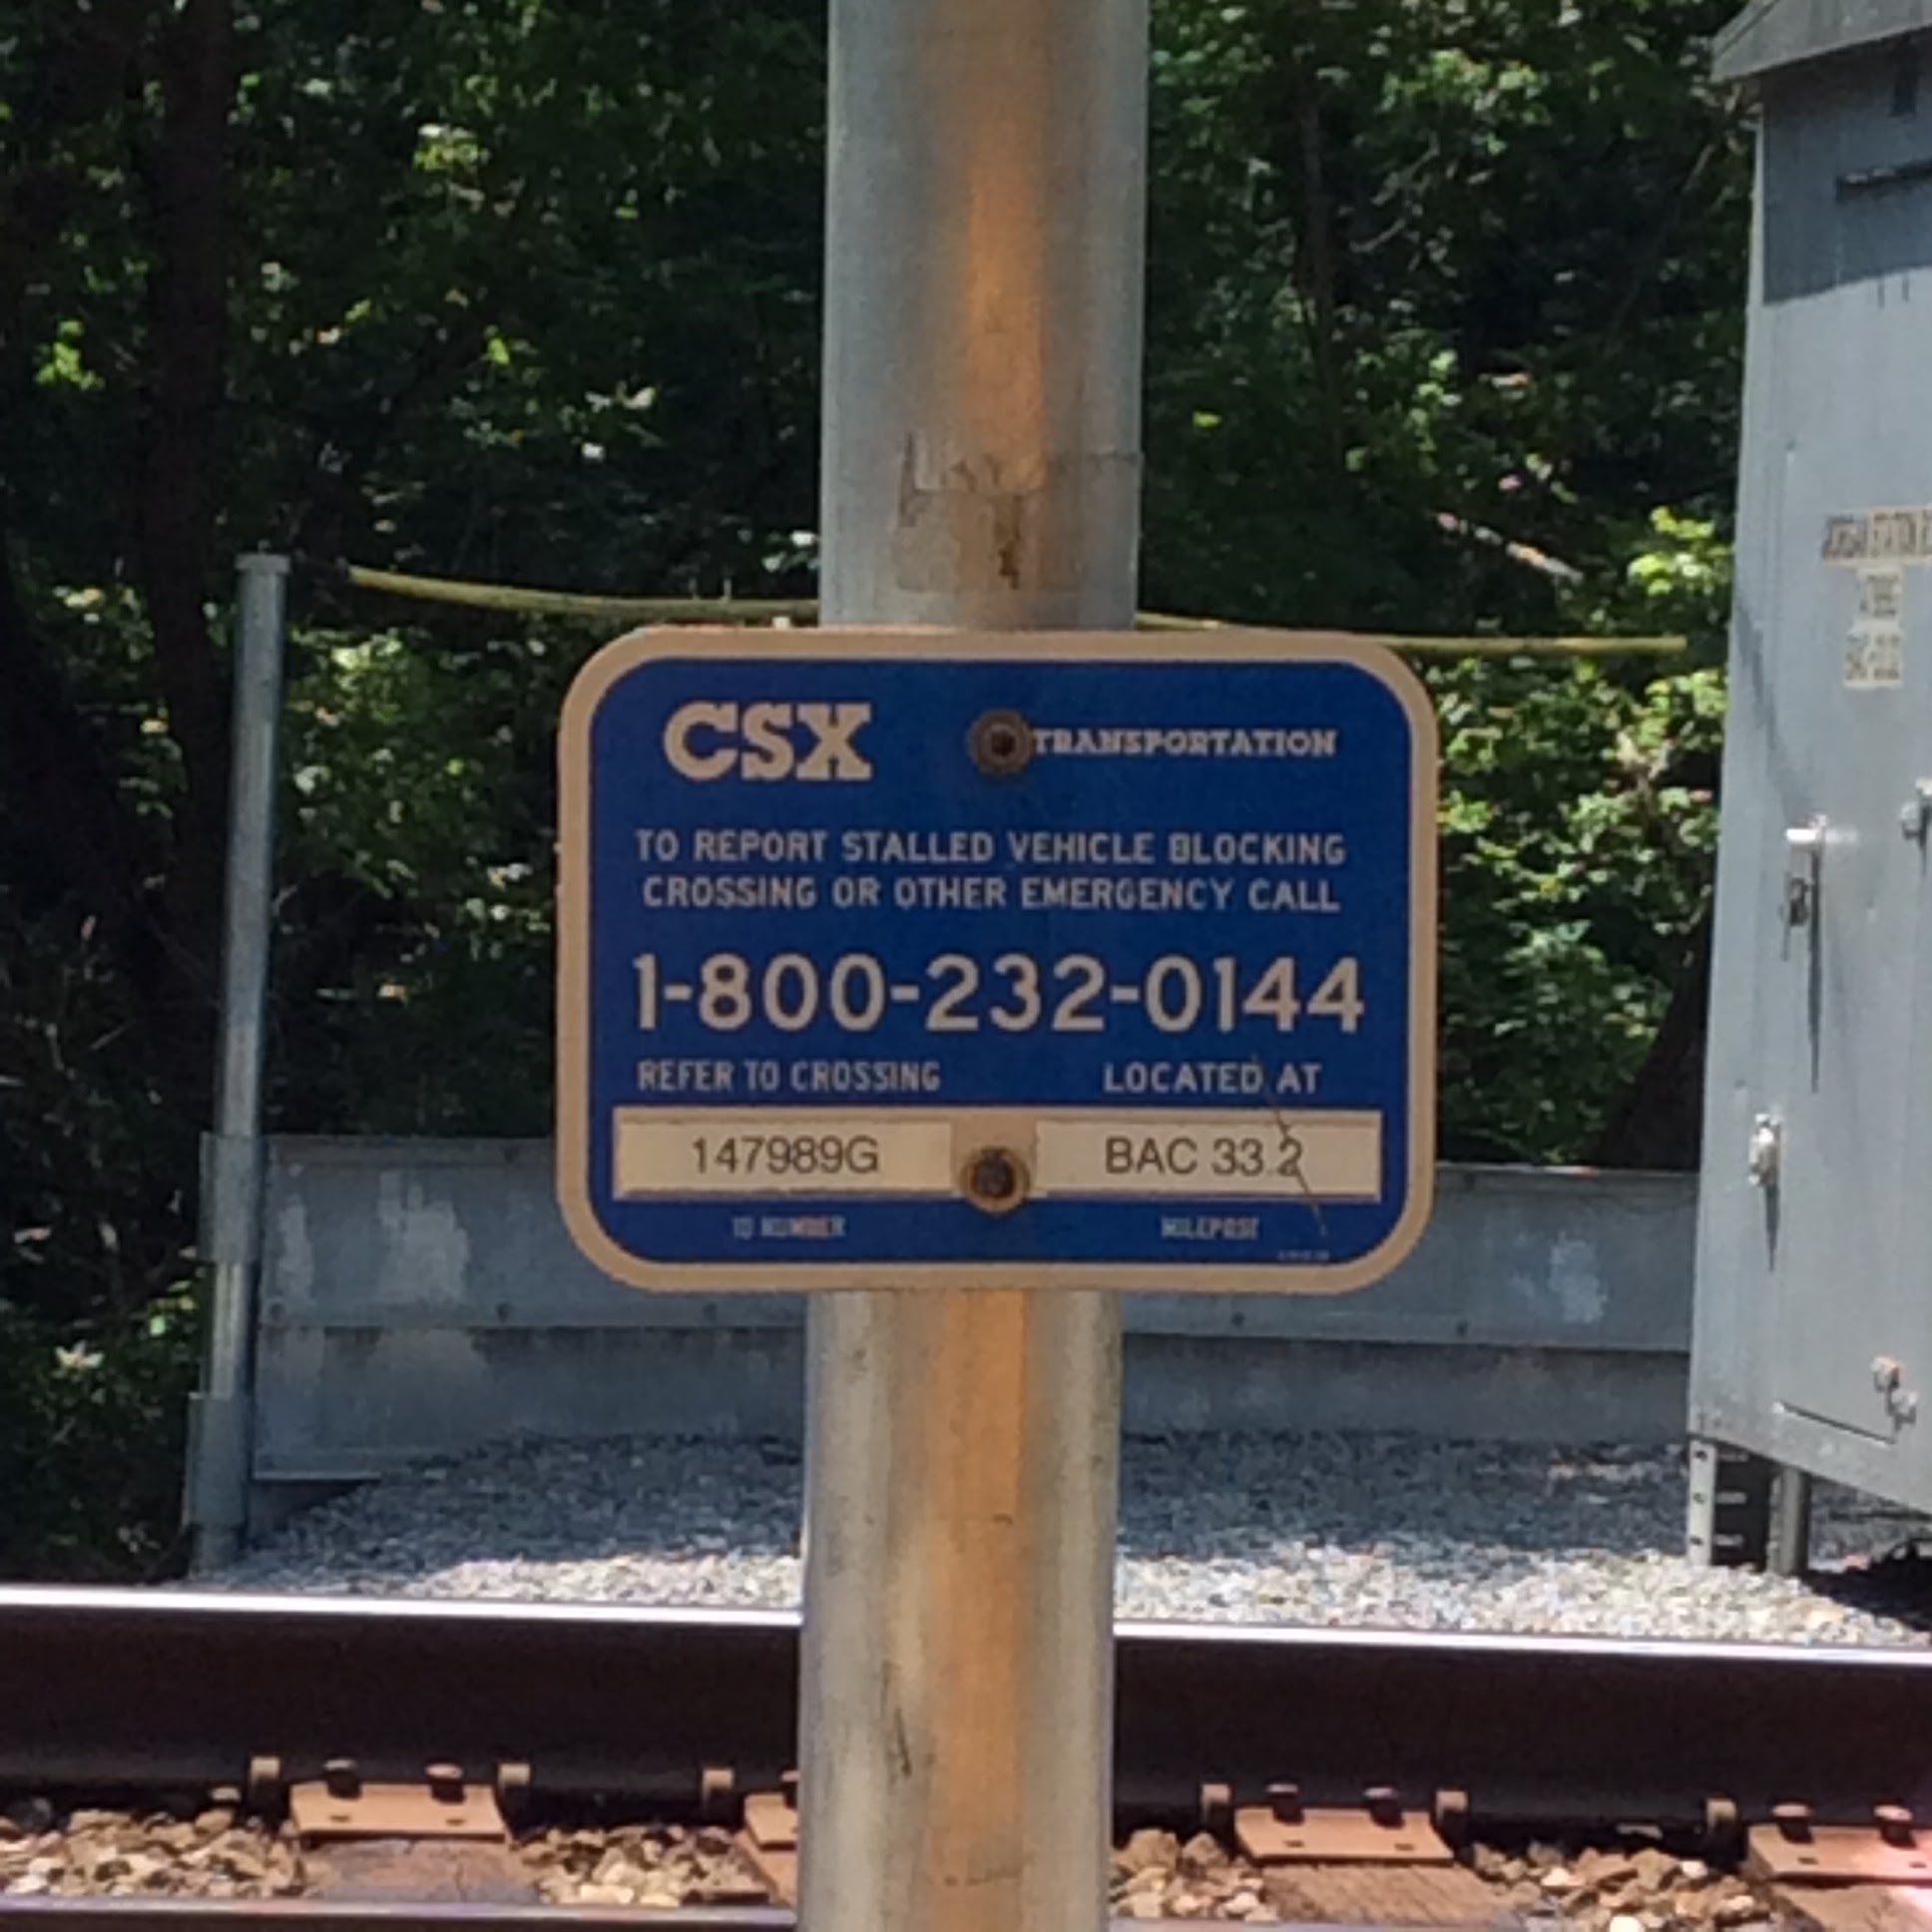 CSX TRANSPORTATION
TO REPORT STALLED VEHICLE BLOCKING
CROSSING OR OTHER EMERGENCY CALL
1-800-232-0144
REFER TO CROSSING LOCATED AT
147989G BAC 33.2
ID NUMBER MILEPOST